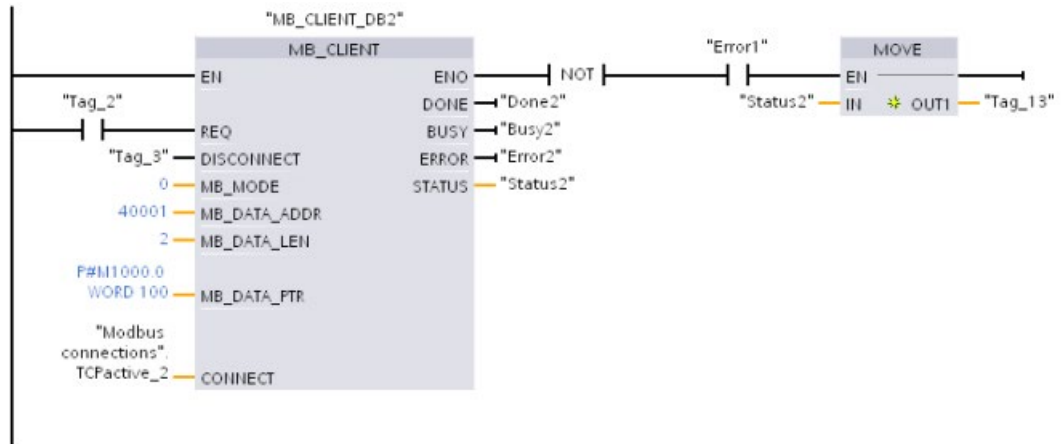 "MB_CLIENT_DB2"
MB_CLIENT
"Error1"
MOVE
EN
ENO
NOT
EN
"Tag_2"
DONE
"Done2"
"Status2"
IN
OUT1
"Tag_13"
REQ
BUSY
"Busy2"
"Tag_3"
DISCONNECT
ERROR
"Error2"
0
MB_MODE
STATUS
"Status2"
40001
MB_DATA_ADDR
2
MB_DATA_LEN
P#M1000.0
WORD 100
MB_DATA_PTR
"Modbus
connections".
TCPactive_2
CONNECT